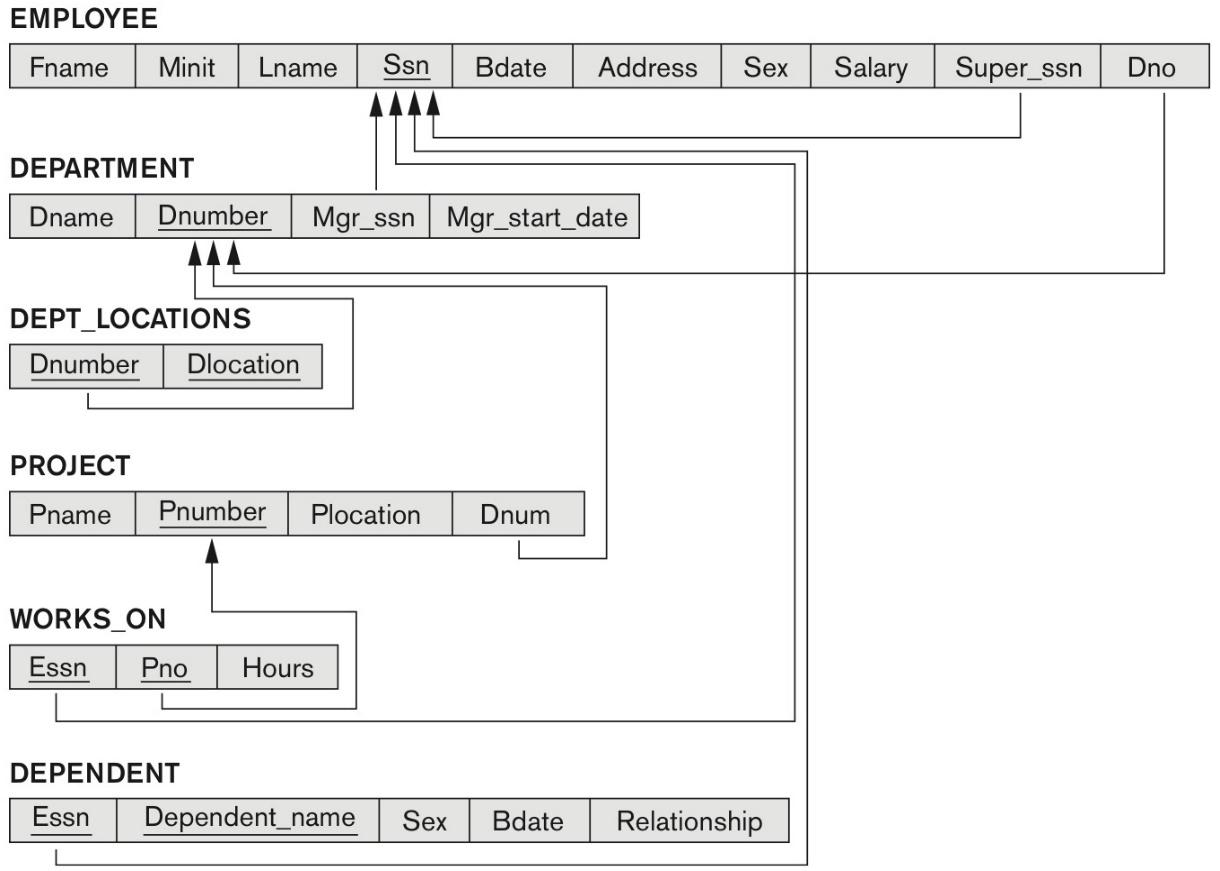 EMPLOYEE
Fname Minit Lname Ssn Bdate Address Sex Salary Super_ssn Dno
DEPARTMENT
Dname Dnumber Mgr_ssn Mgr_start_date
DEPT_LOCATIONS
Dnumber Dlocation
PROJECT
Pname Pnumber Plocation Dnum
WORKS_ON
Essn Pno Hours
DEPENDENT
Essn Dependent_name Sex Bdate Relationship